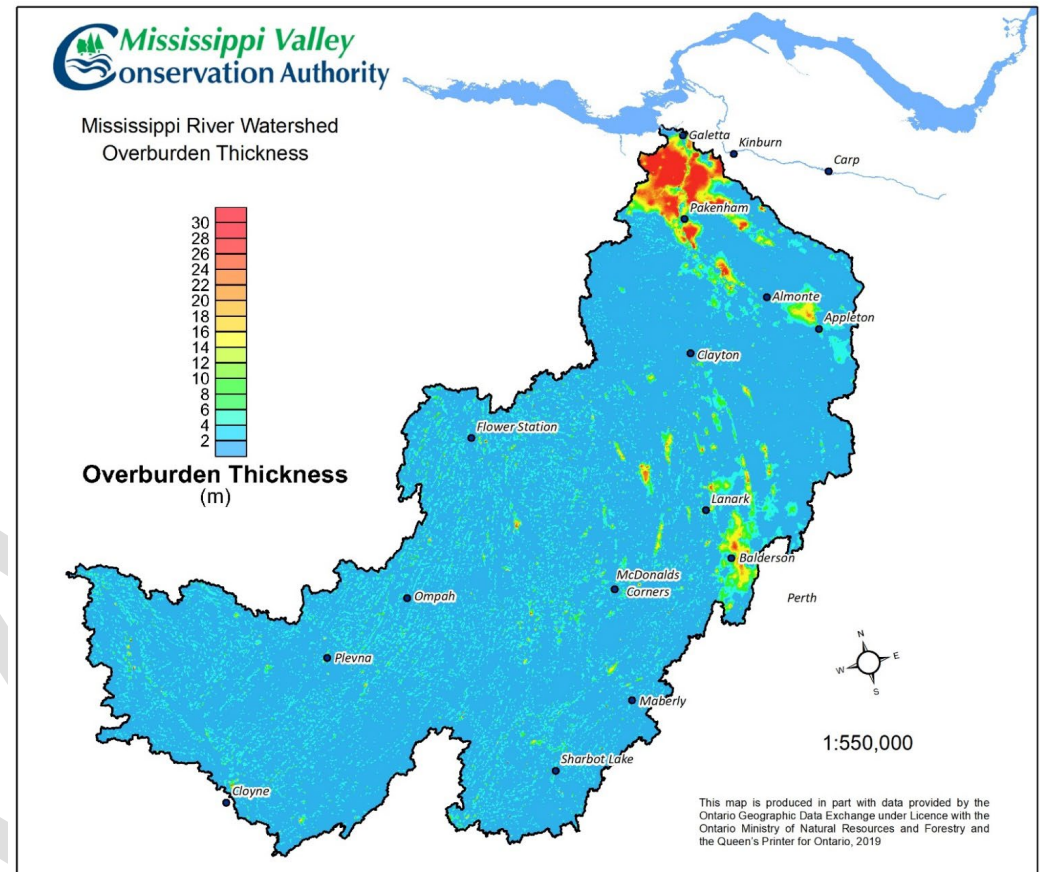 Mississippi Valley
Conservation Authority
Mississippi River Watershed
Overburden Thickness
30
28
26
24
22
20
18
16
14
12
10
8
6
4
2
Overburden Thickness
(m)
Galetta
Kinburn
Carp
Pakenham
Almonte
Appleton
Clayton
Flower Station
Lanark
Balderson
McDonalds
Corners
Ompah
Perth
Plevna
Maberly
Sharbot Lake
Cloyne
N
E
W
S
1:550,000
This map is produced in part with data provided by the
Ontario Geographic Data Exchange under Licence with the
Ontario Ministry of Natural Resources and Forestry and
the Queen's Printer for Ontario, 2019